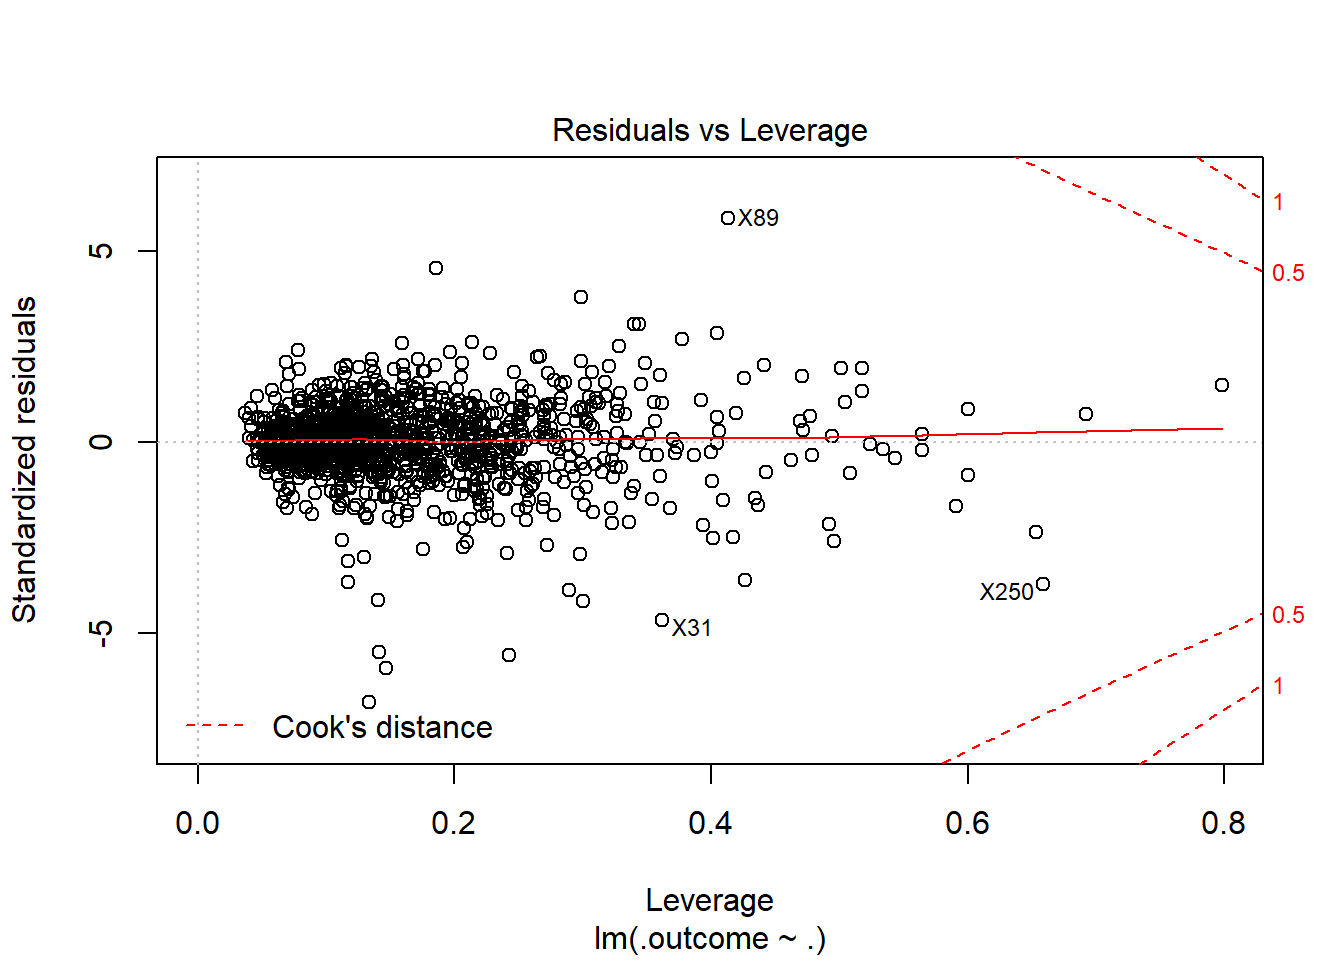 Residuals vs Leverage
Standardized residuals
5
0
-5
X89
X250
X31
1
0.5
0.5
1
Cook's distance
0.0 0.2 0.4 0.6 0.8
Leverage
lm(.outcome ~ .)